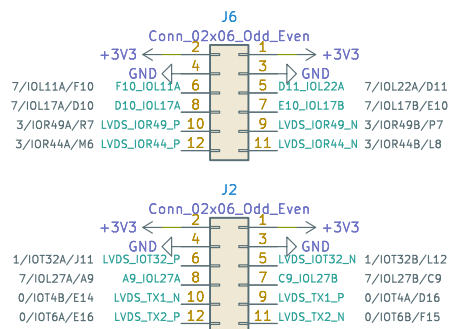 J6
Conn_02x06_Odd_Even
+3V3 2 1 +3V3
GND 4 3 GND
7/IOL11A/F10 F10_IOL11A 6 5 D11_IOL22A 7/IOL22A/D11
7/IOL17A/D10 D10_IOL17A 8 7 E10_IOL17B 7/IOL17B/E10
3/IOR49A/R7 LVDS_IOR49_P 10 9 LVDS_IOR49_N 3/IOR49B/P7
3/IOR44A/M6 LVDS_IOR44_P 12 11 LVDS_IOR44_N 3/IOR44B/L8
J2
Conn_02x06_Odd_Even
+3V3 2 1 +3V3
GND 4 3 GND
1/IOT32A/J11 LVDS_IOT32_P 6 5 LVDS_IOT32_N 1/IOT32B/L12
7/IOL27A/A9 A9_IOL27A 8 7 C9_IOL27B 7/IOL27B/C9
0/IOT4B/E14 LVDS_TX1_N 10 9 LVDS_TX1_P 0/IOT4A/D16
0/IOT6A/E16 LVDS_TX2_P 12 11 LVDS_TX2_N 0/IOT6B/F15